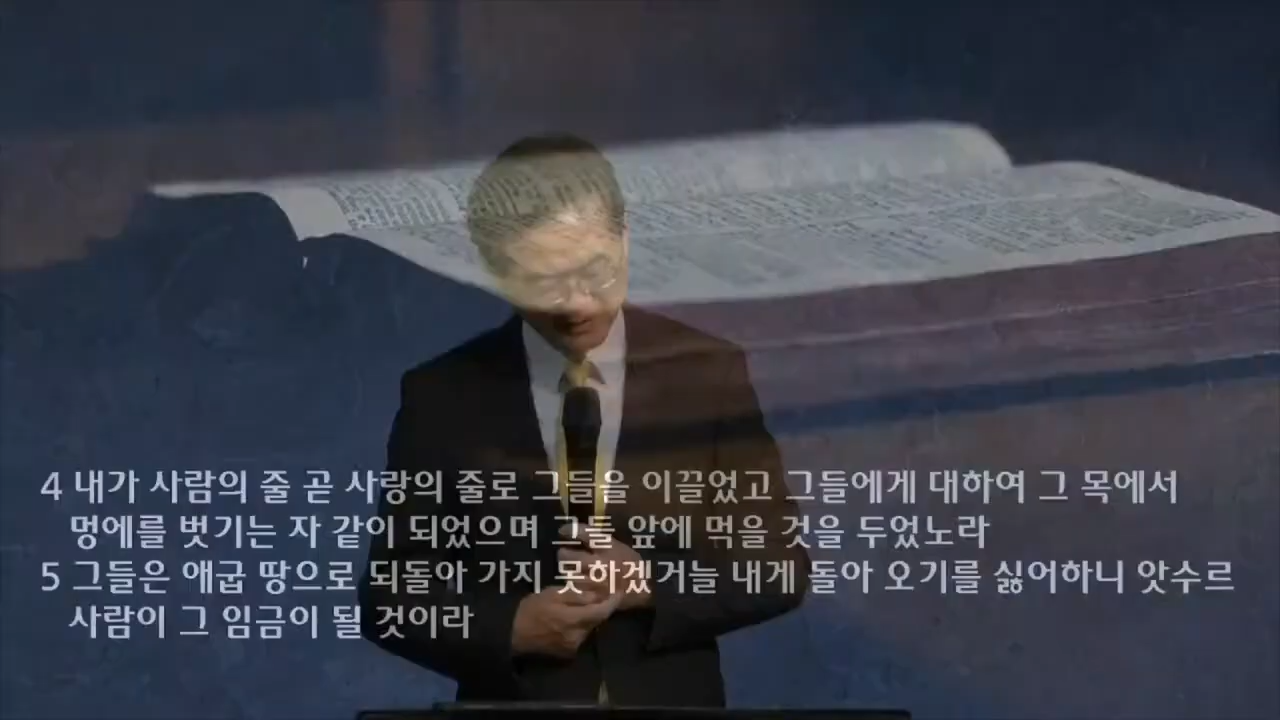 4 내가 사람의 줄 곧 사랑의 줄로 그들을 이끌었고 그들에게 대하여 그 목에서
멍에를 벗기는 자 같이 되었으며 그들 앞에 먹을 것을 두었노라
5 그들은 애굽 땅으로 되돌아 가지 못하겠거늘 내게 돌아 오기를 싫어하니 앗수르
사람이 그 임금이 될 것이라